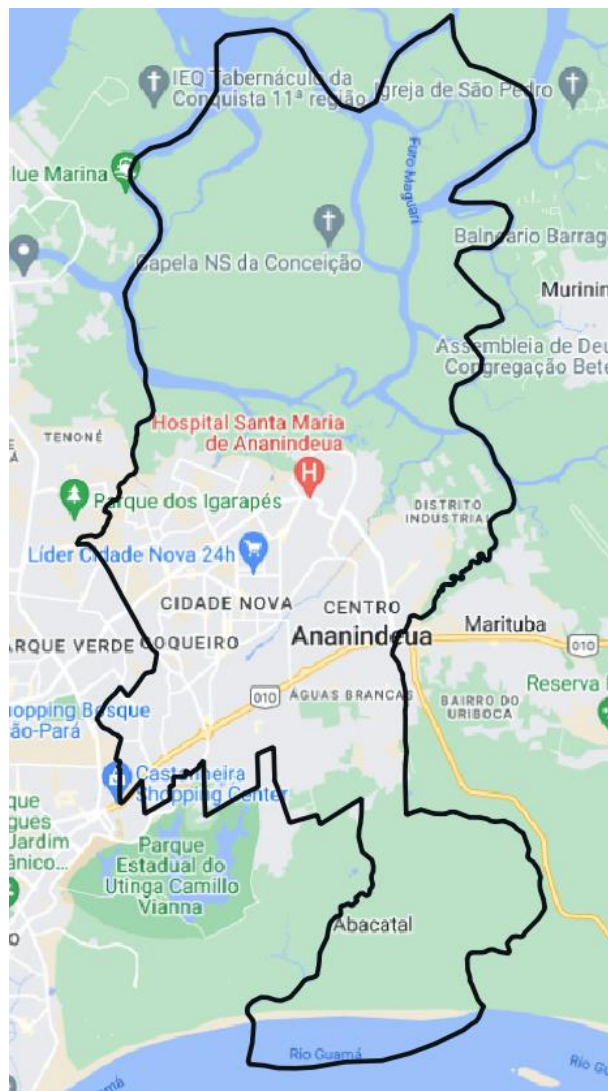 IEQ Tabernáculo da
Conquista 11ª região
Igreja de São Pedro
lue Marina
Furo Maguari
Capela NS da Conceição
Balneário Barrag
Murinin
Assembleia de Deu
Congregação Bete
Hospital Santa Maria
de Ananindeua
TENONÉ
Parque dos Igarapés
DISTRITO
INDUSTRIAL
Líder Cidade Nova 24h
CIDADE NOVA
CENTRO
Ananindeua
Marituba
ARQUE VERDE
COQUEIRO
010
010
ÁGUAS BRANCAS
BAIRRO DO
URIBOCA
Reserva
hopping Bosque
ão-Pará
Castanheira
Shopping Center
que
gues
Jardim
ânico...
Parque
Estadual do
Utinga Camillo
Vianna
Abacatal
Rio Guamá
Rio Gu